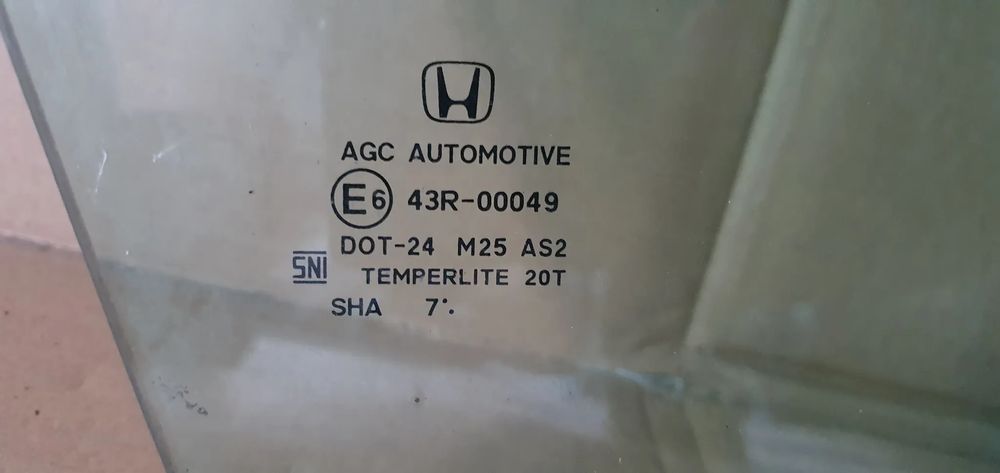 AGC AUTOMOTIVE
E6 43R-00049
DOT-24 M25 AS2
SNI TEMPERLITE 20T
SHA 7